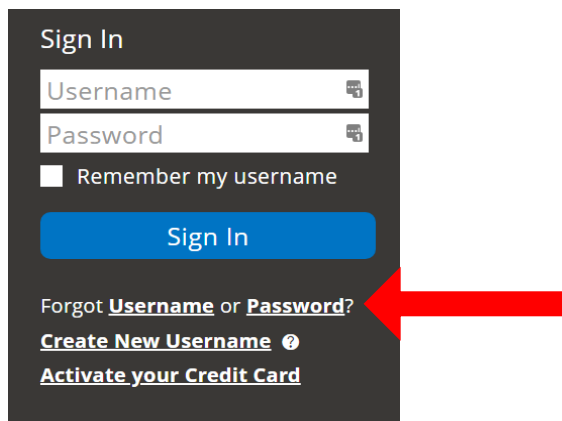 Sign In
Username
Password
Remember my username
Sign In
Forgot Username or Password?
Create New Username ?
Activate your Credit Card